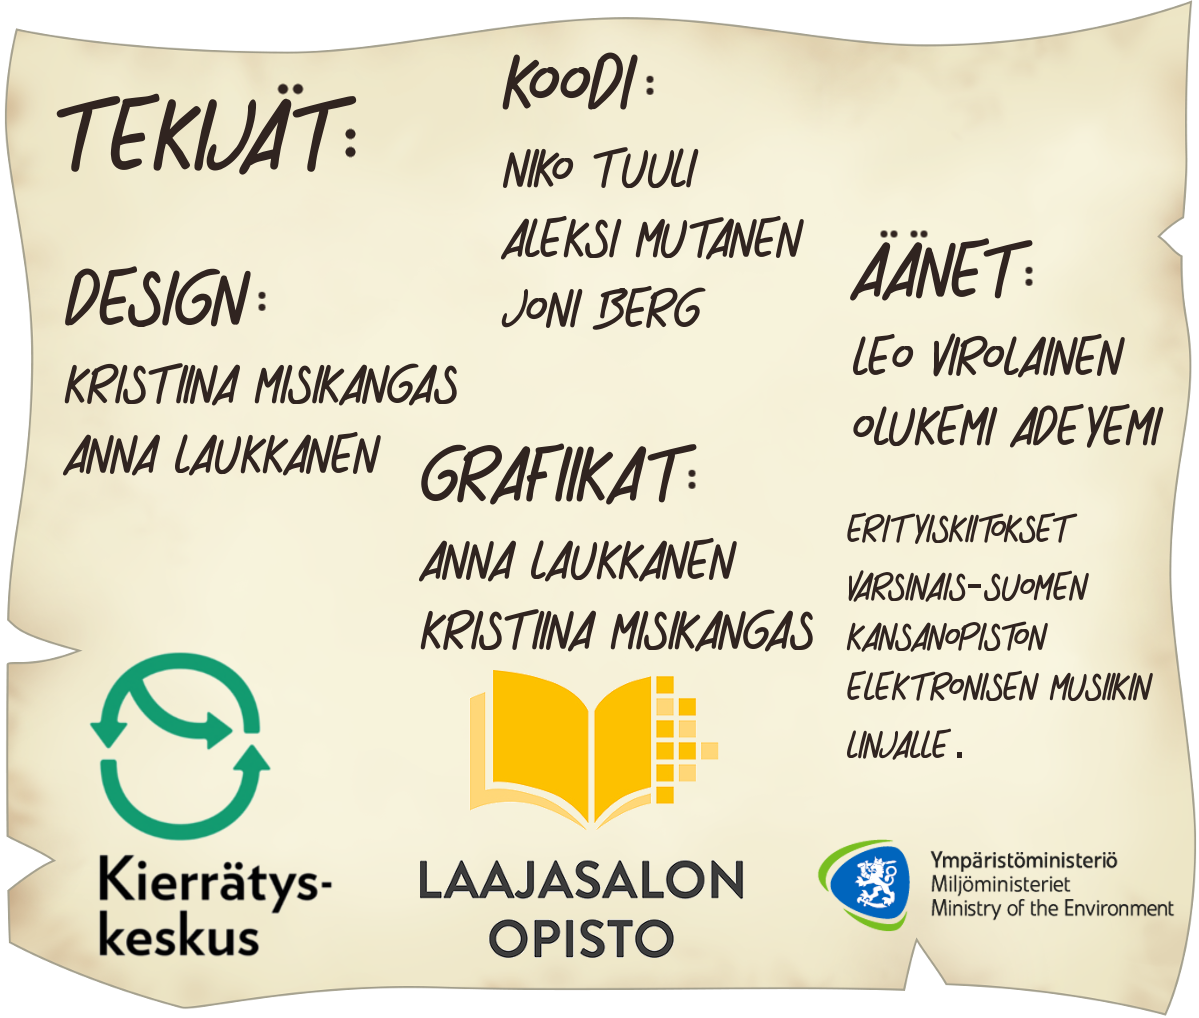 TEKIJÄT:
DESIGN:
KRISTIINA MISIKANGAS
ANNA LAUKKANEN
KOODI:
NIKO TUULI
ALEKSI MUTANEN
JONI BERG
GRAFIIKAT:
ANNA LAUKKANEN
KRISTIINA MISIKANGAS
ÄÄNET:
LEO VIROLAINEN
OLUKEMI ADEYEMI
ERITYISKIITOKSET
VARSINAIS-SUOMEN
KANSANOPISTON
ELEKTRONISEN MUSIIKIN
LINJALLE.
Kierrätys-
keskus
LAAJASALON
OPISTO
Ympäristöministeriö
Miljöministeriet
Ministry of the Environment